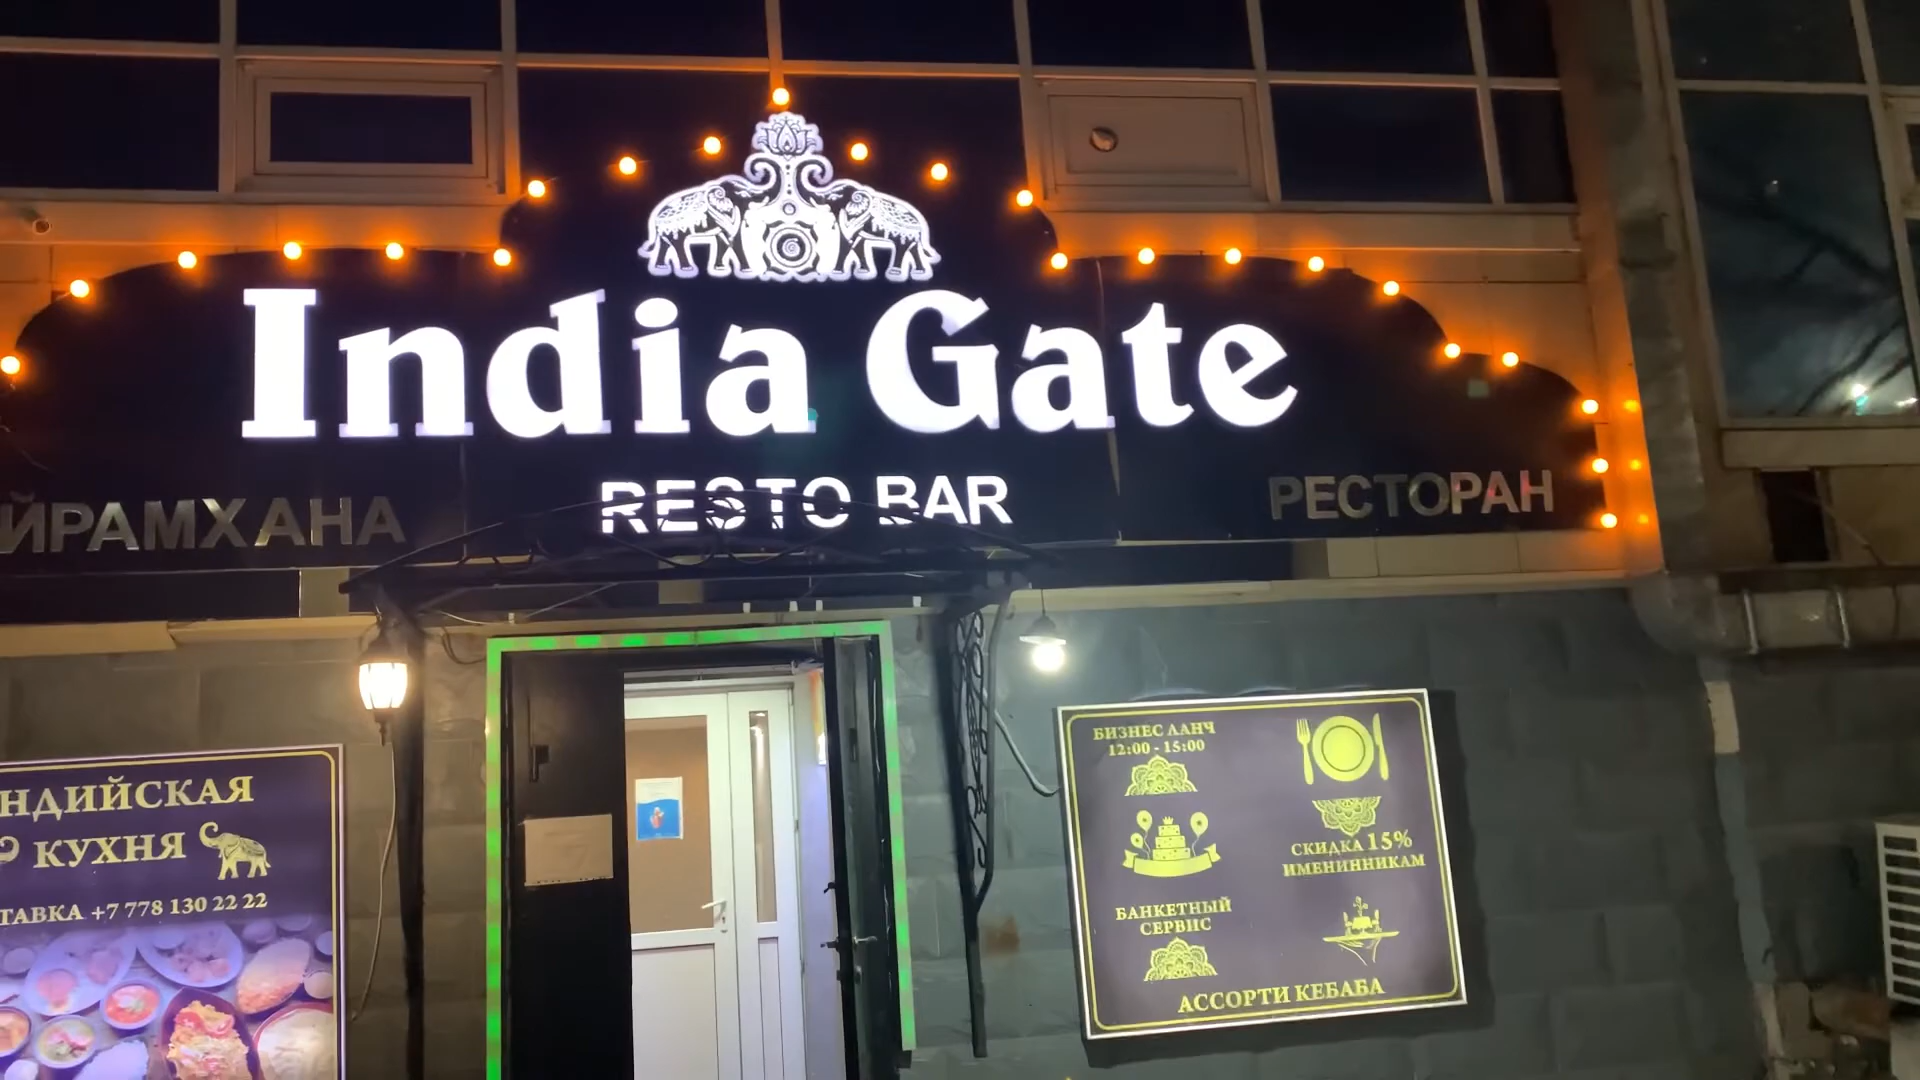 India Gate
RESTO BAR
ЙРАМХАНА
РЕСТОРАН
НДИЙСКАЯ
КУХНЯ
ТАВКА +7 778 130 22 22
БИЗНЕС ЛАНЧ
12:00 - 15:00
СКИДКА 15%
ИМЕНИННИКАМ
БАНКЕТНЫЙ
СЕРВИС
АССОРТИ КЕБАБА